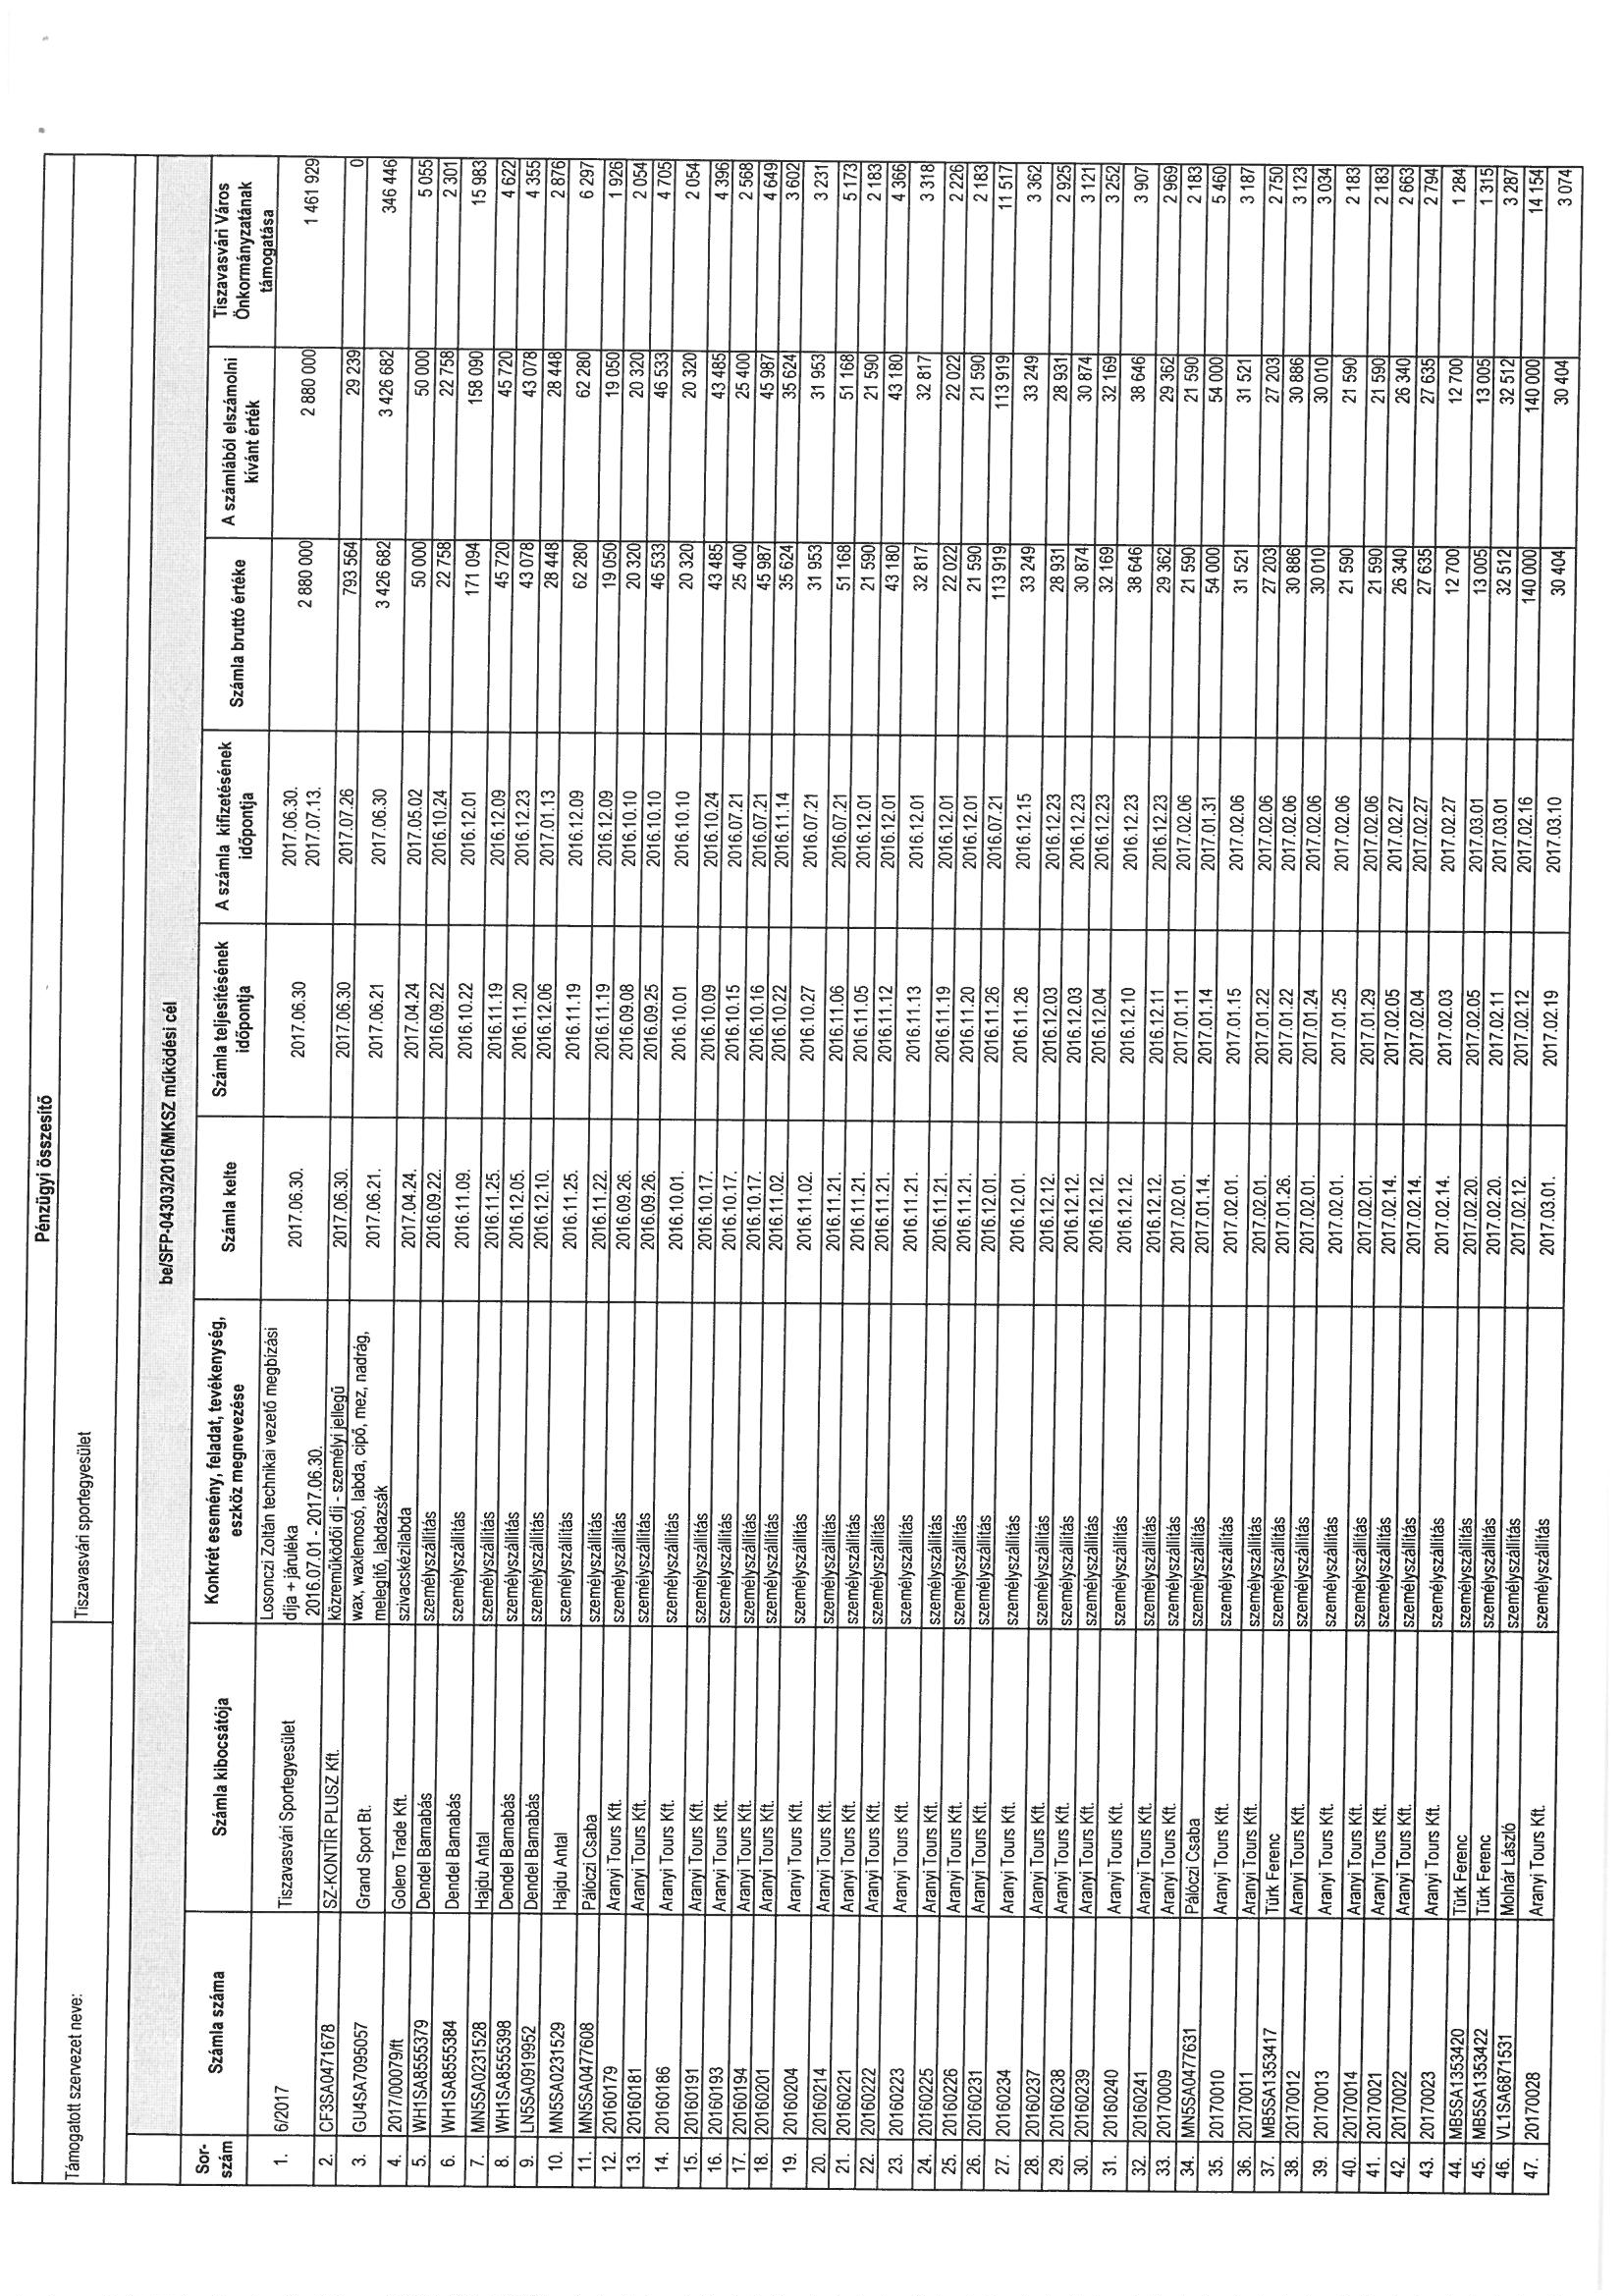 Pénzügyi összesítő
Támogatott szervezet neve: Tiszavasvári sportegyesület
be/SFP-04303/2016/MKSZ működési cél
Sor-szám Számla száma Számla kibocsátója Konkrét esemény, feladat, tevékenység, eszköz megnevezése Számla kelte Számla teljesítésének időpontja A számla kifizetésének időpontja Számla bruttó értéke A számlából elszámolni kívánt érték Tiszavasvári Város Önkormányzatának támogatása
1. 6/2017 Tiszavasvári Sportegyesület Losonczi Zoltán technikai vezető megbízási díja + járuléka 2016.07.01 - 2017.06.30. 2017.06.30. 2017.06.30 2017.06.30. 2017.07.13. 2 880 000 2 880 000 1 461 929
2. CF3SA0471678 SZ-KONTÍR PLUSZ Kft. közreműködői díj - személyi jellegű 2017.06.30. 2017.06.30 2017.07.26 793 564 29 239 0
3. GU4SA7095057 Grand Sport Bt. wax, waxlemosó, labda, cipő, mez, nadrág, melegítő, labdazsák 2017.06.21. 2017.06.21 2017.06.30 3 426 682 3 426 682 346 446
4. 2017/00079/ft Golero Trade Kft. szivacskézilabda 2017.04.24. 2017.04.24 2017.05.02 50 000 50 000 5 055
5. WH1SA8555379 Dendel Barnabás személyszállítás 2016.09.22. 2016.09.22 2016.10.24 22 758 22 758 2 301
6. WH1SA8555384 Dendel Barnabás személyszállítás 2016.11.09. 2016.10.22 2016.12.01 171 094 158 090 15 983
7. MN5SA0231528 Hajdu Antal személyszállítás 2016.11.25. 2016.11.19 2016.12.09 45 720 45 720 4 622
8. WH1SA8555398 Dendel Barnabás személyszállítás 2016.12.05. 2016.11.20 2016.12.23 43 078 43 078 4 355
9. LN5SA0919952 Dendel Barnabás személyszállítás 2016.12.10. 2016.12.06 2017.01.13 28 448 28 448 2 876
10. MN5SA0231529 Hajdu Antal személyszállítás 2016.11.25. 2016.11.19 2016.12.09 62 280 62 280 6 297
11. MN5SA0477608 Pálóczi Csaba személyszállítás 2016.11.22. 2016.11.19 2016.12.09 19 050 19 050 1 926
12. 20160179 Aranyi Tours Kft. személyszállítás 2016.09.26. 2016.09.08 2016.10.10 20 320 20 320 2 054
13. 20160181 Aranyi Tours Kft. személyszállítás 2016.09.26. 2016.09.25 2016.10.10 46 533 46 533 4 705
14. 20160186 Aranyi Tours Kft. személyszállítás 2016.10.01. 2016.10.01 2016.10.10 20 320 20 320 2 054
15. 20160191 Aranyi Tours Kft. személyszállítás 2016.10.17. 2016.10.09 2016.10.24 43 485 43 485 4 396
16. 20160193 Aranyi Tours Kft. személyszállítás 2016.10.17. 2016.10.15 2016.07.21 25 400 25 400 2 568
17. 20160194 Aranyi Tours Kft. személyszállítás 2016.10.17. 2016.10.16 2016.07.21 45 987 45 987 4 649
18. 20160201 Aranyi Tours Kft. személyszállítás 2016.11.02. 2016.10.22 2016.11.14 35 624 35 624 3 602
19. 20160204 Aranyi Tours Kft. személyszállítás 2016.11.02. 2016.10.27 2016.07.21 31 953 31 953 3 231
20. 20160214 Aranyi Tours Kft. személyszállítás 2016.11.21. 2016.11.06 2016.07.21 51 168 51 168 5 173
21. 20160221 Aranyi Tours Kft. személyszállítás 2016.11.21. 2016.11.05 2016.12.01 21 590 21 590 2 183
22. 20160222 Aranyi Tours Kft. személyszállítás 2016.11.21. 2016.11.12 2016.12.01 43 180 43 180 4 366
23. 20160223 Aranyi Tours Kft. személyszállítás 2016.11.21. 2016.11.13 2016.12.01 32 817 32 817 3 318
24. 20160225 Aranyi Tours Kft. személyszállítás 2016.11.21. 2016.11.19 2016.12.01 22 022 22 022 2 226
25. 20160226 Aranyi Tours Kft. személyszállítás 2016.11.21. 2016.11.20 2016.12.01 21 590 21 590 2 183
26. 20160231 Aranyi Tours Kft. személyszállítás 2016.12.01. 2016.11.26 2016.07.21 113 919 113 919 11 517
27. 20160234 Aranyi Tours Kft. személyszállítás 2016.12.01. 2016.11.26 2016.12.15 33 249 33 249 3 362
28. 20160237 Aranyi Tours Kft. személyszállítás 2016.12.12. 2016.12.03 2016.12.23 28 931 28 931 2 925
29. 20160238 Aranyi Tours Kft. személyszállítás 2016.12.12. 2016.12.03 2016.12.23 30 874 30 874 3 121
30. 20160239 Aranyi Tours Kft. személyszállítás 2016.12.12. 2016.12.04 2016.12.23 32 169 32 169 3 252
31. 20160240 Aranyi Tours Kft. személyszállítás 2016.12.12. 2016.12.10 2016.12.23 38 646 38 646 3 907
32. 20160241 Aranyi Tours Kft. személyszállítás 2016.12.12. 2016.12.11 2016.12.23 29 362 29 362 2 969
33. 20170009 Aranyi Tours Kft. személyszállítás 2017.02.01. 2017.01.11 2017.02.06 21 590 21 590 2 183
34. MN5SA0477631 Pálóczi Csaba személyszállítás 2017.01.14. 2017.01.14 2017.01.31 54 000 54 000 5 460
35. 20170010 Aranyi Tours Kft. személyszállítás 2017.02.01. 2017.01.15 2017.02.06 31 521 31 521 3 187
36. 20170011 Aranyi Tours Kft. személyszállítás 2017.02.01. 2017.01.22 2017.02.06 27 203 27 203 2 750
37. MB5SA1353417 Türk Ferenc személyszállítás 2017.01.26. 2017.01.22 2017.02.06 30 886 30 886 3 123
38. 20170012 Aranyi Tours Kft. személyszállítás 2017.02.01. 2017.01.24 2017.02.06 30 010 30 010 3 034
39. 20170013 Aranyi Tours Kft. személyszállítás 2017.02.01. 2017.01.25 2017.02.06 21 590 21 590 2 183
40. 20170014 Aranyi Tours Kft. személyszállítás 2017.02.01. 2017.01.29 2017.02.06 21 590 21 590 2 183
41. 20170021 Aranyi Tours Kft. személyszállítás 2017.02.14. 2017.02.05 2017.02.27 26 340 26 340 2 663
42. 20170022 Aranyi Tours Kft. személyszállítás 2017.02.14. 2017.02.04 2017.02.27 27 635 27 635 2 794
43. 20170023 Aranyi Tours Kft. személyszállítás 2017.02.14. 2017.02.03 2017.02.27 12 700 12 700 1 284
44. MB5SA1353420 Türk Ferenc személyszállítás 2017.02.20. 2017.02.05 2017.03.01 13 005 13 005 1 315
45. MB5SA1353422 Türk Ferenc személyszállítás 2017.02.20. 2017.02.11 2017.03.01 32 512 32 512 3 287
46. VL1SA6871531 Molnár László személyszállítás 2017.02.12. 2017.02.12 2017.02.16 140 000 140 000 14 154
47. 20170028 Aranyi Tours Kft. személyszállítás 2017.03.01. 2017.02.19 2017.03.10 30 404 30 404 3 074